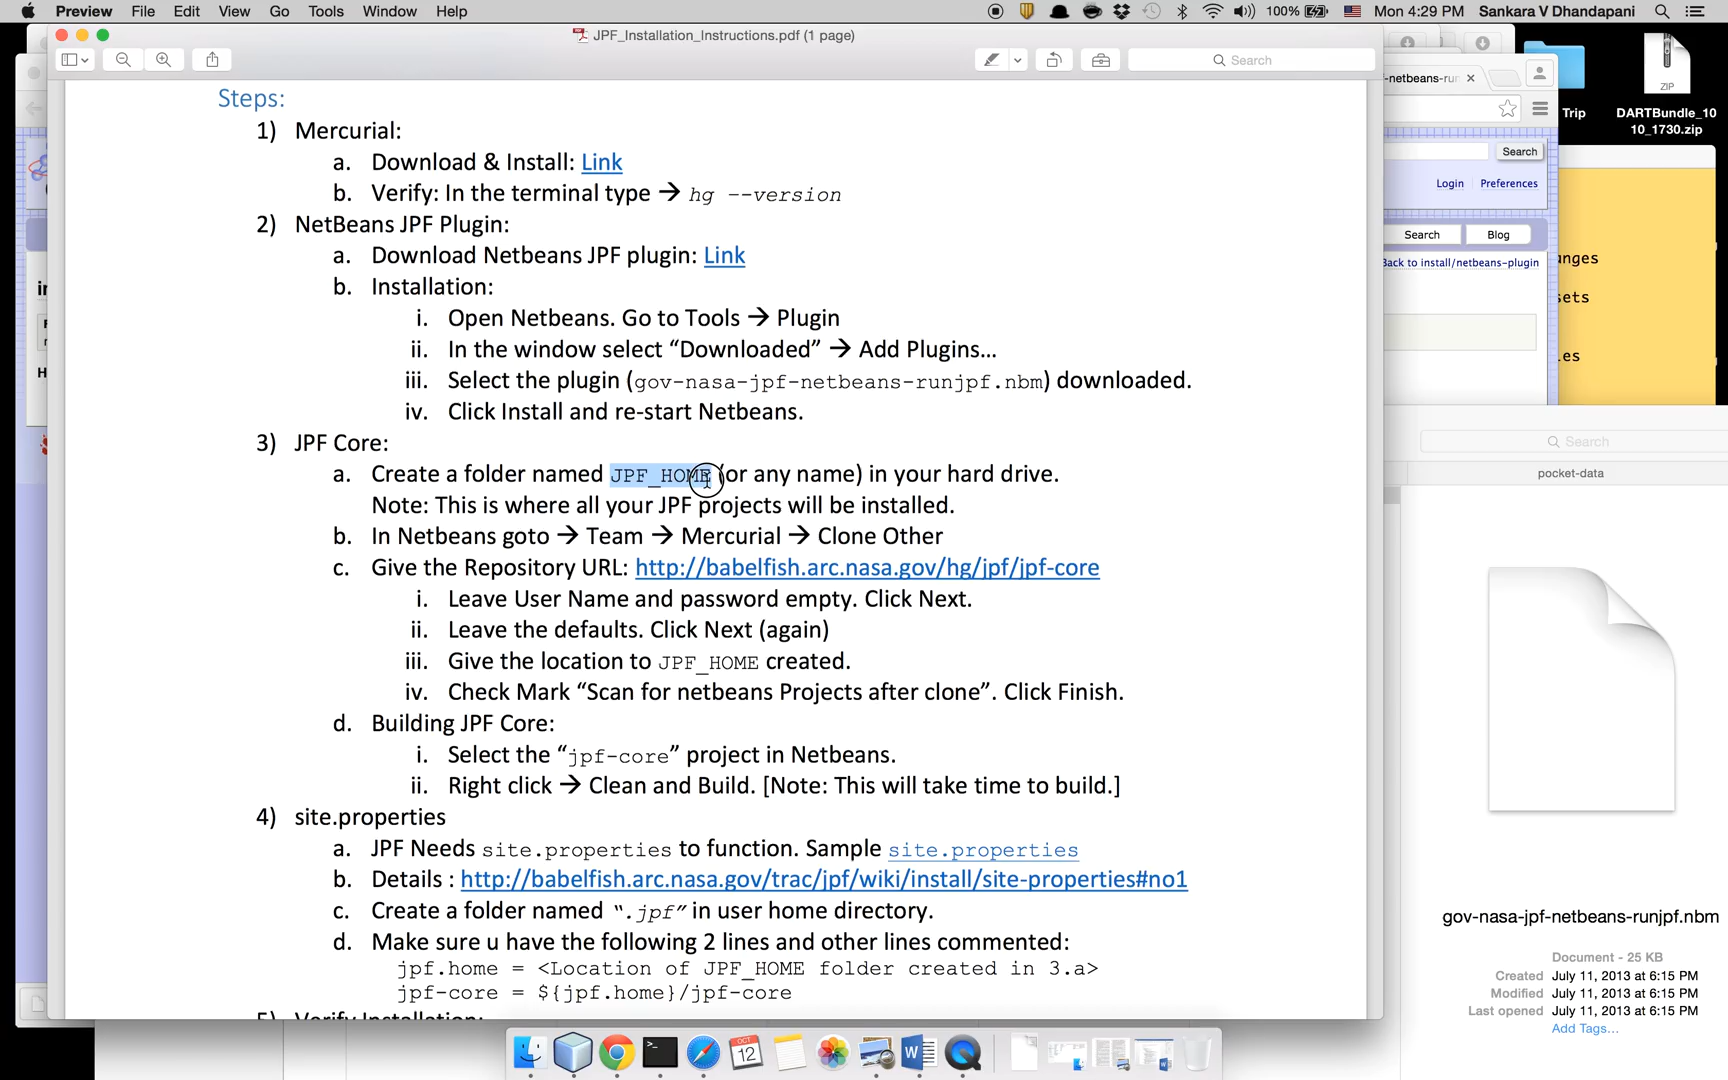 Preview File Edit View Go Tools Window Help
100% Mon 4:29 PM Sankara V Dhandapani
JPF_Installation_Instructions.pdf (1 page)
Search
Steps:
1) Mercurial:
a. Download & Install: Link
b. Verify: In the terminal type → hg --version
2) NetBeans JPF Plugin:
a. Download Netbeans JPF plugin: Link
b. Installation:
i. Open Netbeans. Go to Tools → Plugin
ii. In the window select “Downloaded” → Add Plugins...
iii. Select the plugin (gov-nasa-jpf-netbeans-runjpf.nbm) downloaded.
iv. Click Install and re-start Netbeans.
3) JPF Core:
a. Create a folder named JPF_HOME (or any name) in your hard drive.
Note: This is where all your JPF projects will be installed.
b. In Netbeans goto → Team → Mercurial → Clone Other
c. Give the Repository URL: http://babelfish.arc.nasa.gov/hg/jpf/jpf-core
i. Leave User Name and password empty. Click Next.
ii. Leave the defaults. Click Next (again)
iii. Give the location to JPF_HOME created.
iv. Check Mark “Scan for netbeans Projects after clone”. Click Finish.
d. Building JPF Core:
i. Select the “jpf-core” project in Netbeans.
ii. Right click → Clean and Build. [Note: This will take time to build.]
4) site.properties
a. JPF Needs site.properties to function. Sample site.properties
b. Details : http://babelfish.arc.nasa.gov/trac/jpf/wiki/install/site-properties#no1
c. Create a folder named “.jpf” in user home directory.
d. Make sure u have the following 2 lines and other lines commented:
jpf.home = <Location of JPF_HOME folder created in 3.a>
jpf-core = ${jpf.home}/jpf-core
5) Verify Installation:
-netbeans-run
Trip
ZIP
DARTBundle_10
10_1730.zip
Search
Login Preferences
Search Blog
Back to install/netbeans-plugin
Search
pocket-data
gov-nasa-jpf-netbeans-runjpf.nbm
Document - 25 KB
Created July 11, 2013 at 6:15 PM
Modified July 11, 2013 at 6:15 PM
Last opened July 11, 2013 at 6:15 PM
Add Tags...
OCT
12